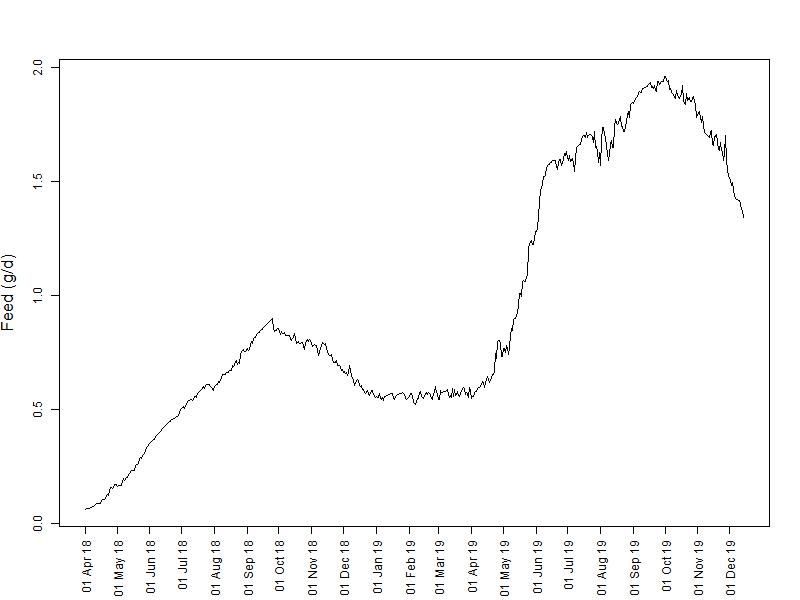 Feed (g/d)
2.0
1.5
1.0
0.5
0.0
01 Apr 18
01 May 18
01 Jun 18
01 Jul 18
01 Aug 18
01 Sep 18
01 Oct 18
01 Nov 18
01 Dec 18
01 Jan 19
01 Feb 19
01 Mar 19
01 Apr 19
01 May 19
01 Jun 19
01 Jul 19
01 Aug 19
01 Sep 19
01 Oct 19
01 Nov 19
01 Dec 19